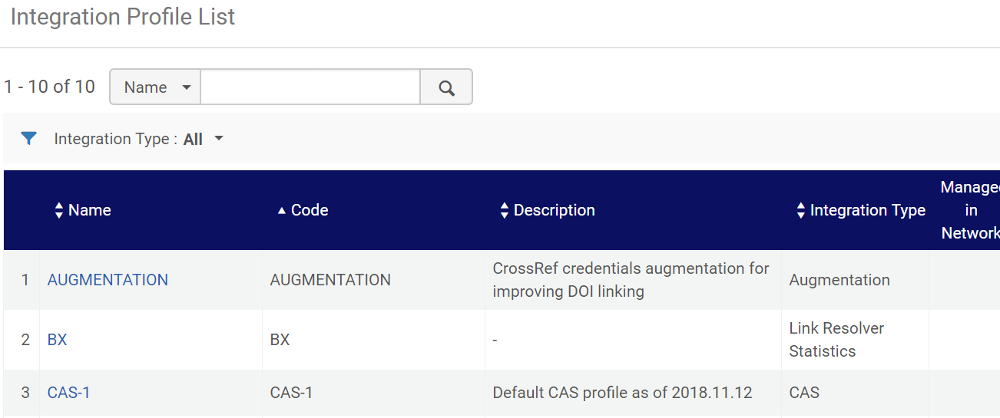 Integration Profile List
1 - 10 of 10 Name
Integration Type : All
Name Code Description Integration Type Manage
in
Network
1 AUGMENTATION AUGMENTATION CrossRef credentials augmentation for
improving DOI linking Augmentation
2 BX BX - Link Resolver
Statistics
3 CAS-1 CAS-1 Default CAS profile as of 2018.11.12 CAS